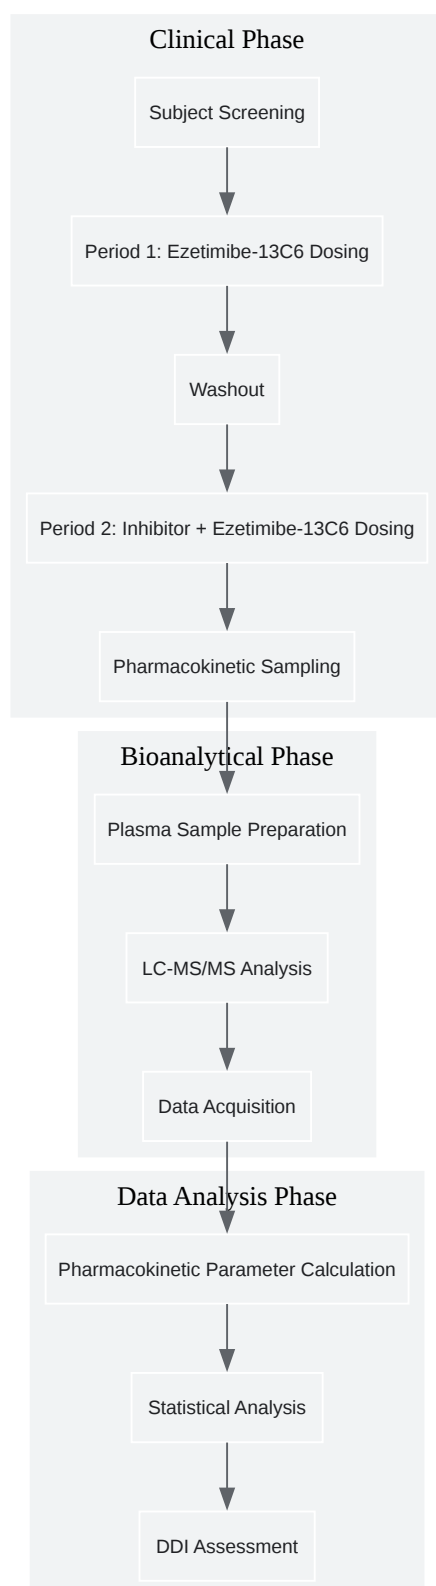 Clinical Phase
Subject Screening
Period 1: Ezetimibe-13C6 Dosing
Washout
Period 2: Inhibitor + Ezetimibe-13C6 Dosing
Pharmacokinetic Sampling
Bioanalytical Phase
Plasma Sample Preparation
LC-MS/MS Analysis
Data Acquisition
Data Analysis Phase
Pharmacokinetic Parameter Calculation
Statistical Analysis
DDI Assessment